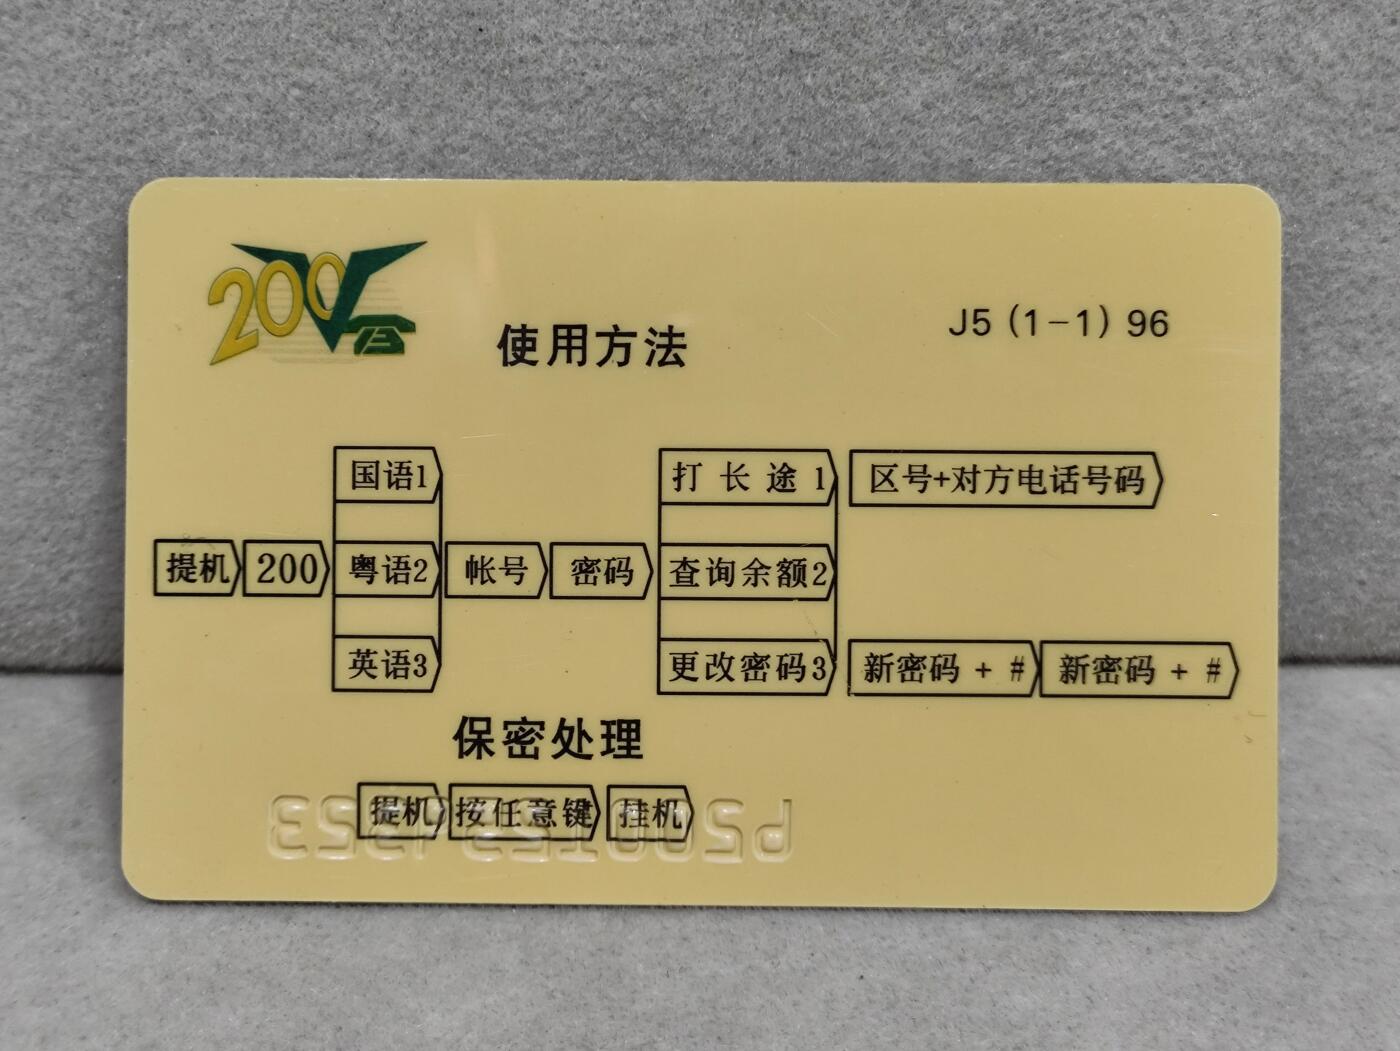 200
使用方法
J5 (1-1) 96
国语1
打长途1
区号+对方电话号码
提机
200
粤语2
帐号
密码
查询余额2
英语3
更改密码3
新密码 + #
新密码 + #
保密处理
提机
按任意键
挂机